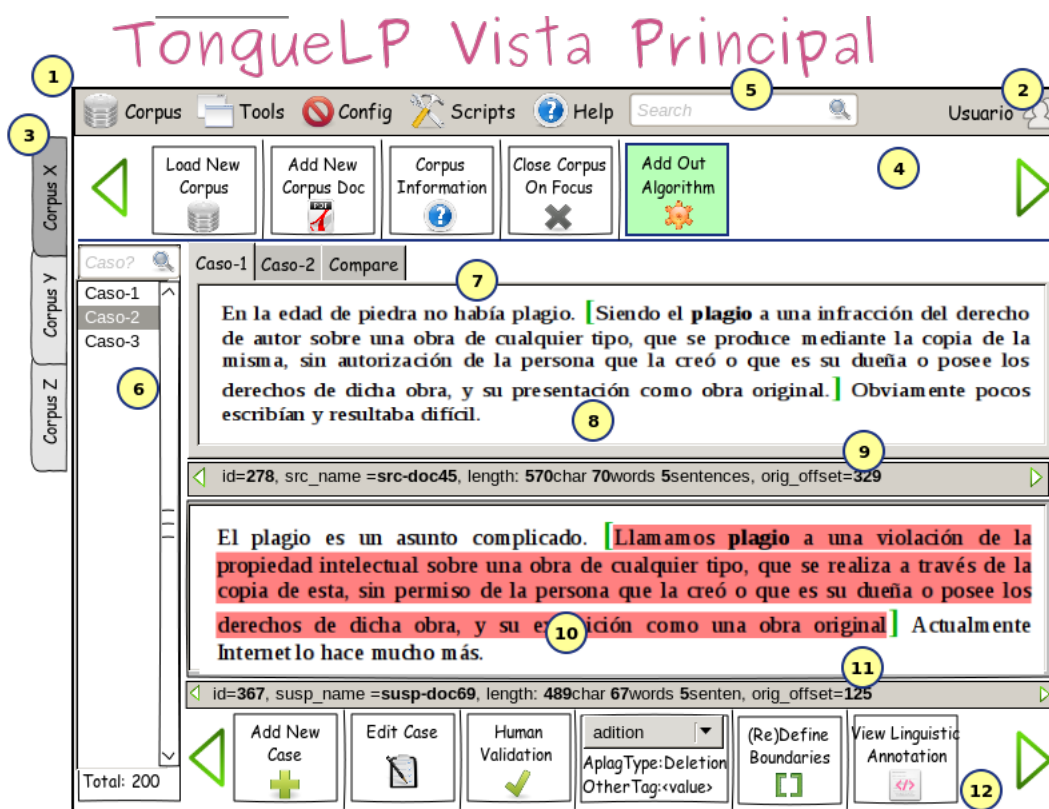 TongueLP Vista Principal
1
2
3
5
Corpus Tools Config Scripts Help Search Usuario
Load New Corpus
Add New Corpus Doc
PDF
Corpus Information
Close Corpus On Focus
Add Out Algorithm
4
Corpus X
Corpus Y
Corpus Z
Caso?
Caso-1
Caso-2
Caso-3
6
Total: 200
Caso-1 Caso-2 Compare
7
En la edad de piedra no había plagio. [Siendo el plagio a una infracción del derecho
de autor sobre una obra de cualquier tipo, que se produce mediante la copia de la
misma, sin autorización de la persona que la creó o que es su dueña o posee los
derechos de dicha obra, y su presentación como obra original.] Obviamente pocos
escribían y resultaba difícil.
8
9
id=278, src_name =src-doc45, length: 570char 70words 5sentences, orig_offset=329
El plagio es un asunto complicado. [Llamamos plagio a una violación de la
propiedad intelectual sobre una obra de cualquier tipo, que se realiza a través de la
copia de esta, sin permiso de la persona que la creó o que es su dueña o posee los
derechos de dicha obra, y su exposición como una obra original] Actualmente
Internet lo hace mucho más.
10
11
id=367, susp_name =susp-doc69, length: 489char 67words 5senten, orig_offset=125
Add New Case
Edit Case
Human Validation
adition
AplagType:Deletion
OtherTag:<value>
(Re)Define Boundaries
[]
View Linguistic Annotation
</>
12